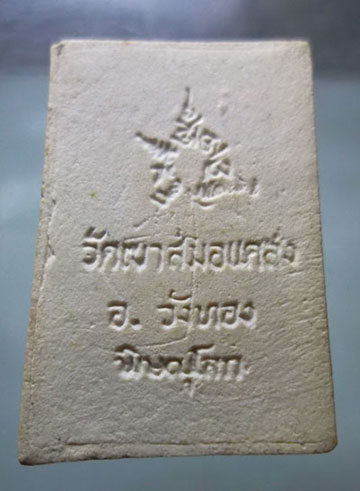 วัดเขาสมอแคลง
อ. วังทอง
พิษณุโลก